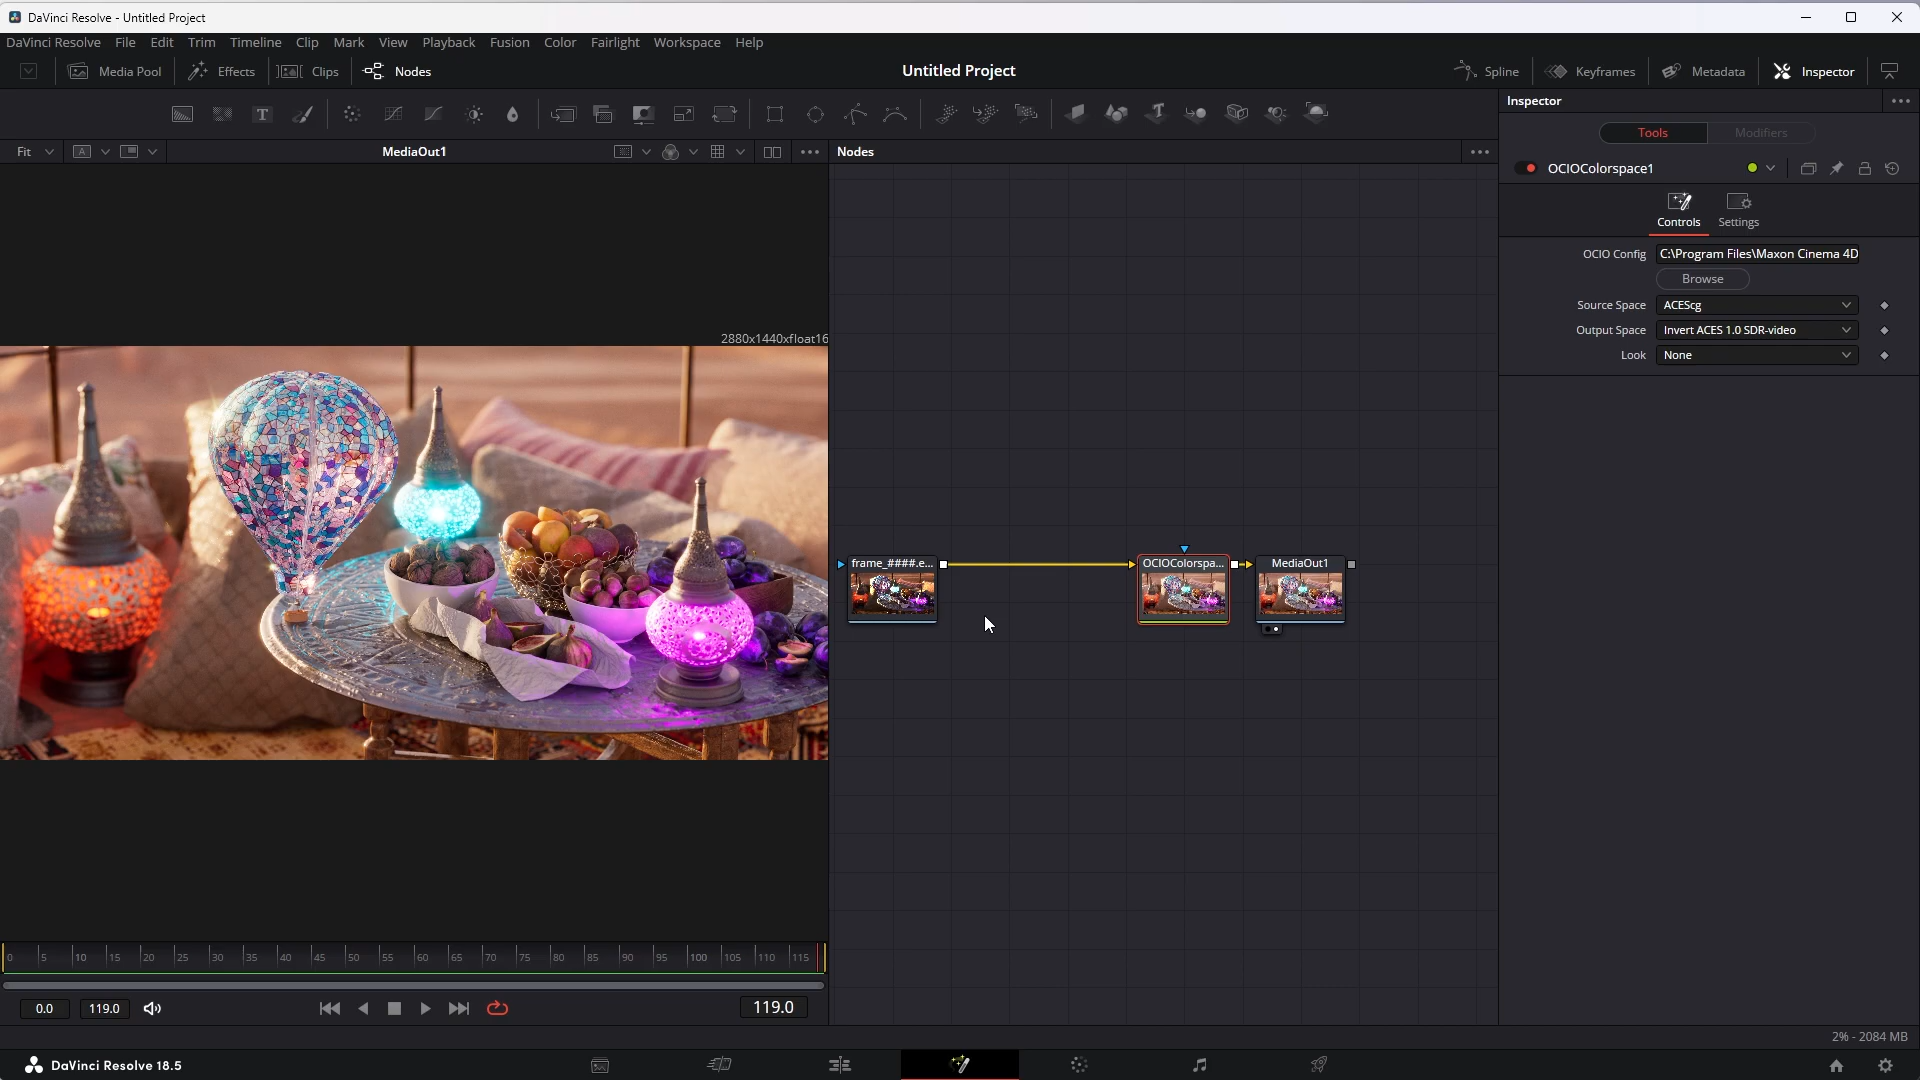 DaVinci Resolve - Untitled Project
DaVinci Resolve File Edit Trim Timeline Clip Mark View Playback Fusion Color Fairlight Workspace Help
Media Pool Effects Clips Nodes Untitled Project Spline Keyframes Metadata Inspector
T T
Inspector
Tools Modifiers
Fit A MediaOut1 Nodes
OCIOColorspace1
Controls Settings
OCIO Config C:\Program Files\Maxon Cinema 4D
Browse
Source Space ACEScg
Output Space Invert ACES 1.0 SDR-video
Look None
2880x1440xfloat16
frame_####.e... OCIOColorspa... MediaOut1
0 5 10 15 20 25 30 35 40 45 50 55 60 65 70 75 80 85 90 95 100 105 110 115
0.0 119.0 119.0
2% - 2084 MB
DaVinci Resolve 18.5